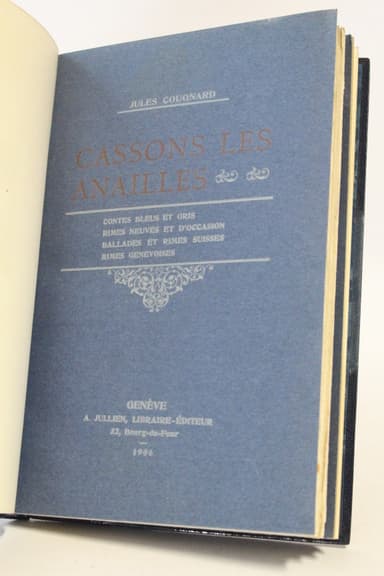 JULES COUGNARD
CASSONS LES
ANAILLES
CONTES BLEUS ET GRIS
RIMES NEUVES ET D'OCCASION
BALLADES ET RIMES SUISSES
RIMES GENEVOISES
GENÈVE
A. JULLIEN, LIBRAIRE-ÉDITEUR
32, Bourg-de-Four
1906